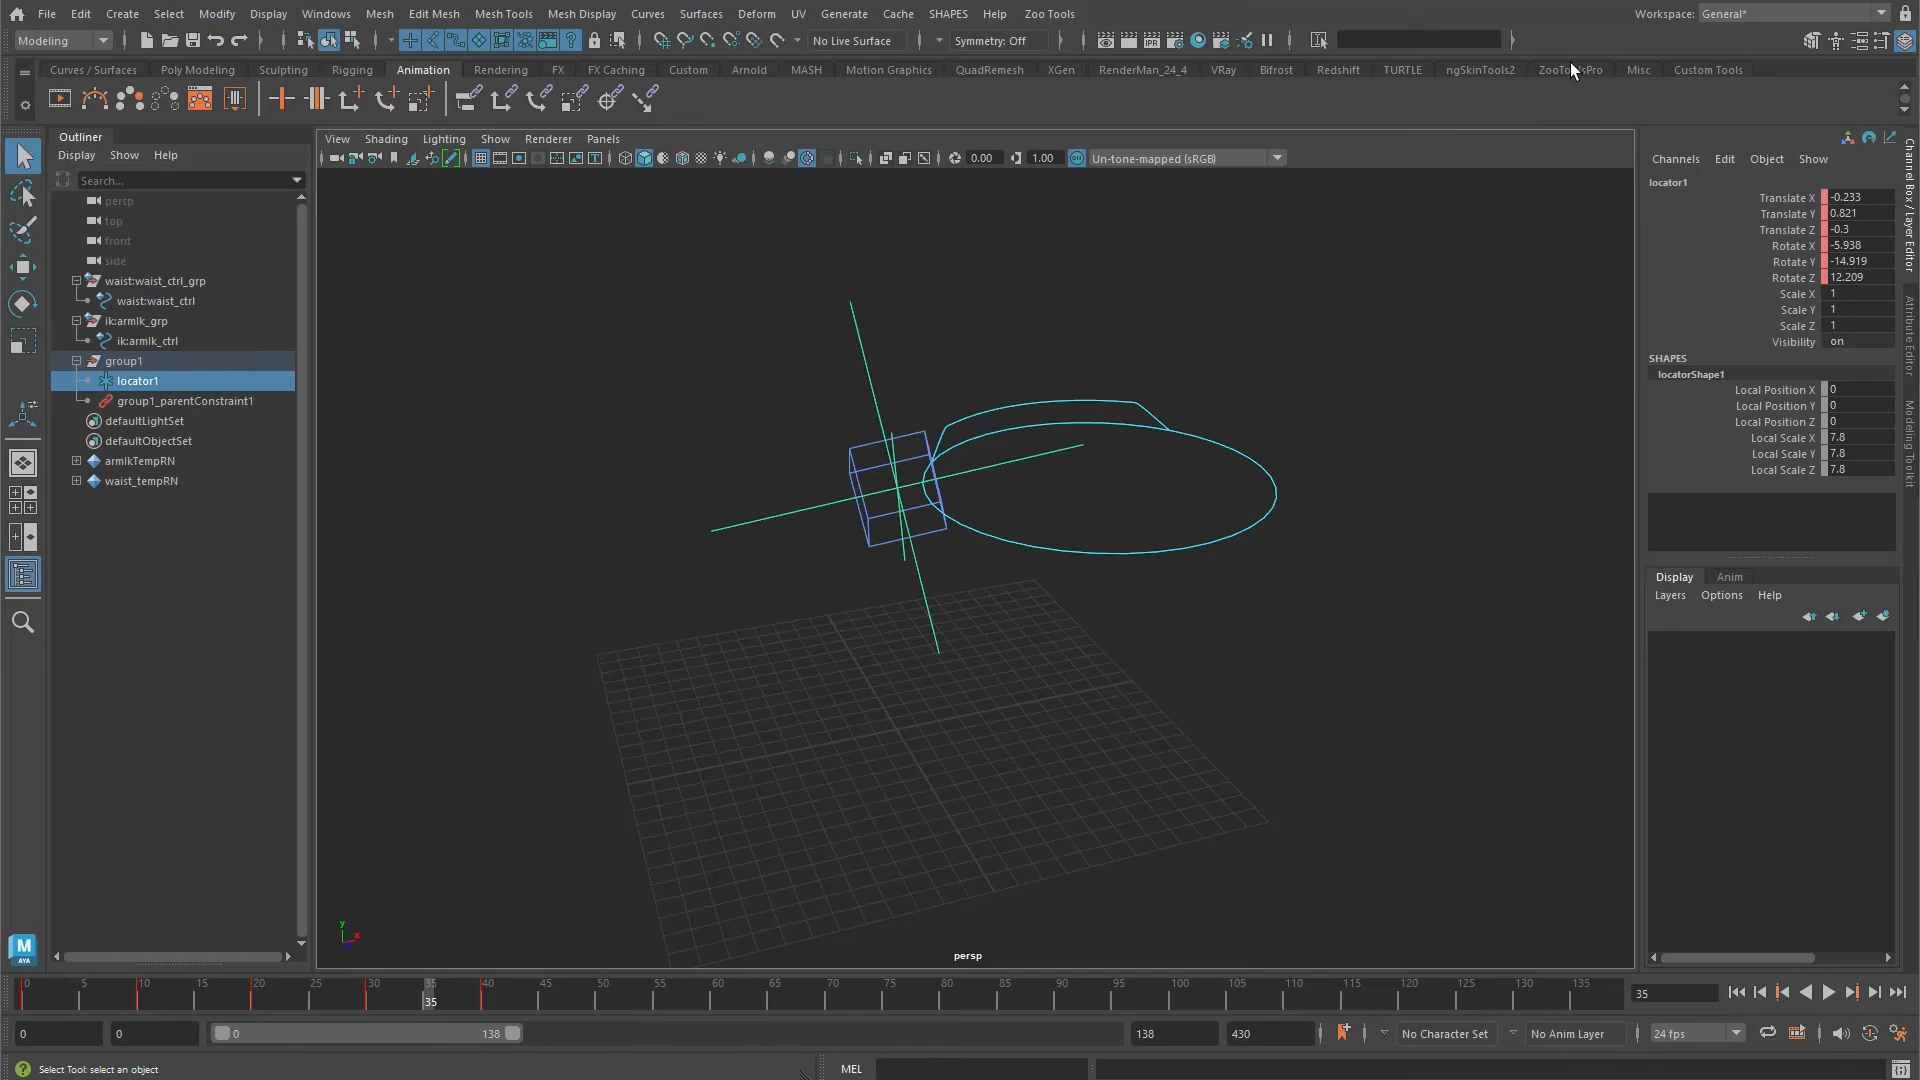 File Edit Create Select Modify Display Windows Mesh Edit Mesh Mesh Tools Mesh Display Curves Surfaces Deform UV Generate Cache SHAPES Help Zoo Tools Workspace: General*
Modeling No Live Surface Symmetry: Off
Curves / Surfaces Poly Modeling Sculpting Rigging Animation Rendering FX FX Caching Custom Arnold MASH Motion Graphics QuadRemesh XGen RenderMan_24_4 VRay Bifrost Redshift TURTLE ngSkinTools2 Misc Custom Tools
Outliner
Display Show Help
Search...
persp
top
front
side
waist:waist_ctrl_grp
waist:waist_ctrl
ik:armIk_grp
ik:armIk_ctrl
group1
locator1
group1_parentConstraint1
defaultLightSet
defaultObjectSet
armIkTempRN
waist_tempRN
View Shading Lighting Show Renderer Panels
0.00 1.00 ON Un-tone-mapped (sRGB)
y
x
persp
Channels Edit Object Show
locator1
Translate X -0.233
Translate Y 0.821
Translate Z -0.3
Rotate X -5.938
Rotate Y -14.919
Rotate Z 12.209
Scale X 1
Scale Y 1
Scale Z 1
Visibility on
SHAPES
locatorShape1
Local Position X 0
Local Position Y 0
Local Position Z 0
Local Scale X 7.8
Local Scale Y 7.8
Local Scale Z 7.8
Display Anim
Layers Options Help
Channel Box / Layer Editor
Attribute Editor
Modeling Toolkit
0 5 10 15 20 25 30 35 40 45 50 55 60 65 70 75 80 85 90 95 100 105 110 115 120 125 130 135
35
35
0 0 0 138 138 430 No Character Set No Anim Layer 24 fps
M
AYA
Select Tool: select an object MEL